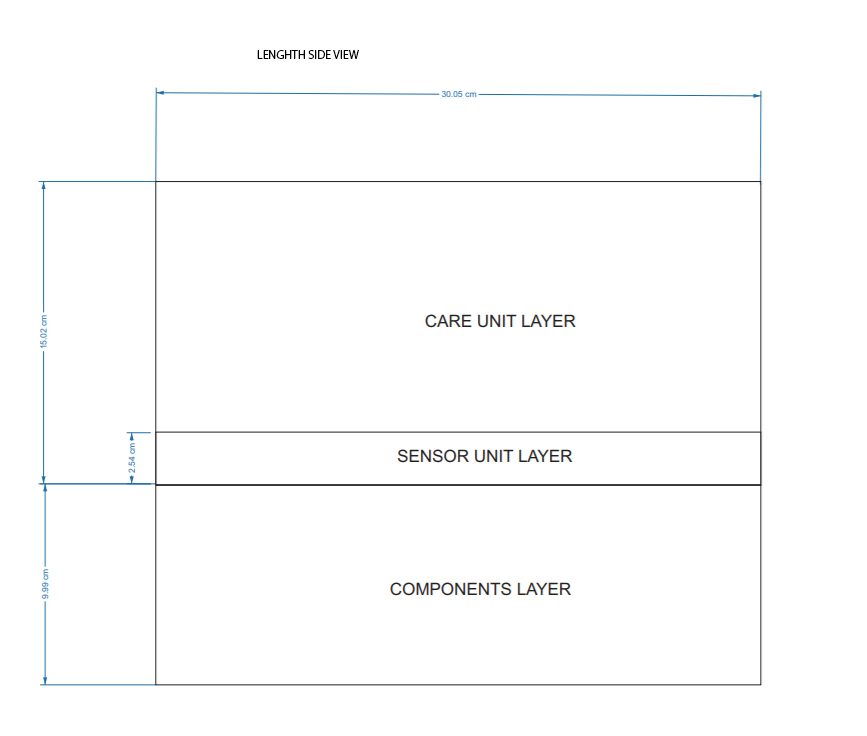 LENGHTH SIDE VIEW
30.05 cm
15.02 cm
CARE UNIT LAYER
2.54 cm
SENSOR UNIT LAYER
9.99 cm
COMPONENTS LAYER